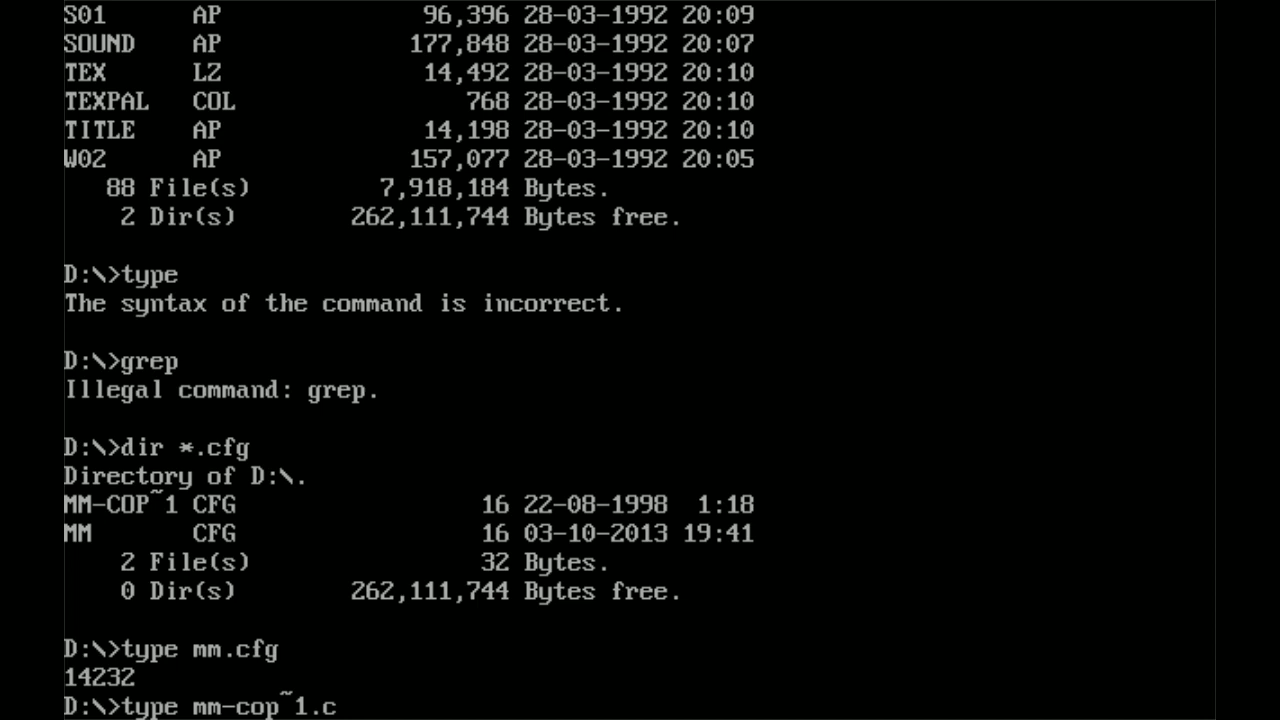 S01      AP               96,396 28-03-1992 20:09
SOUND    AP              177,848 28-03-1992 20:07
TEX      LZ               14,492 28-03-1992 20:10
TEXPAL   COL                 768 28-03-1992 20:10
TITLE    AP               14,198 28-03-1992 20:10
W02      AP              157,077 28-03-1992 20:05
   88 File(s)         7,918,184 Bytes.
    2 Dir(s)        262,111,744 Bytes free.
D:\>type
The syntax of the command is incorrect.
D:\>grep
Illegal command: grep.
D:\>dir *.cfg
Directory of D:\.
MM-COP~1 CFG                  16 22-08-1998  1:18
MM       CFG                  16 03-10-2013 19:41
    2 File(s)                32 Bytes.
    0 Dir(s)        262,111,744 Bytes free.
D:\>type mm.cfg
14232
D:\>type mm-cop~1.c